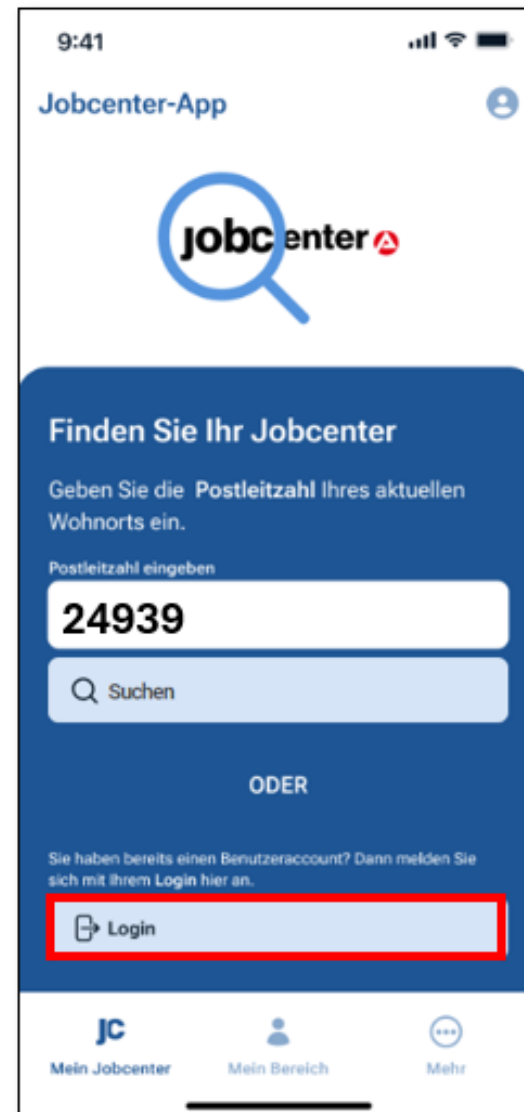 9:41
Jobcenter-App
jobcenter
Finden Sie Ihr Jobcenter
Geben Sie die Postleitzahl Ihres aktuellen
Wohnorts ein.
Postleitzahl eingeben
24939
Suchen
ODER
Sie haben bereits einen Benutzeraccount? Dann melden Sie
sich mit Ihrem Login hier an.
Login
JC
Mein Jobcenter
Mein Bereich
Mehr